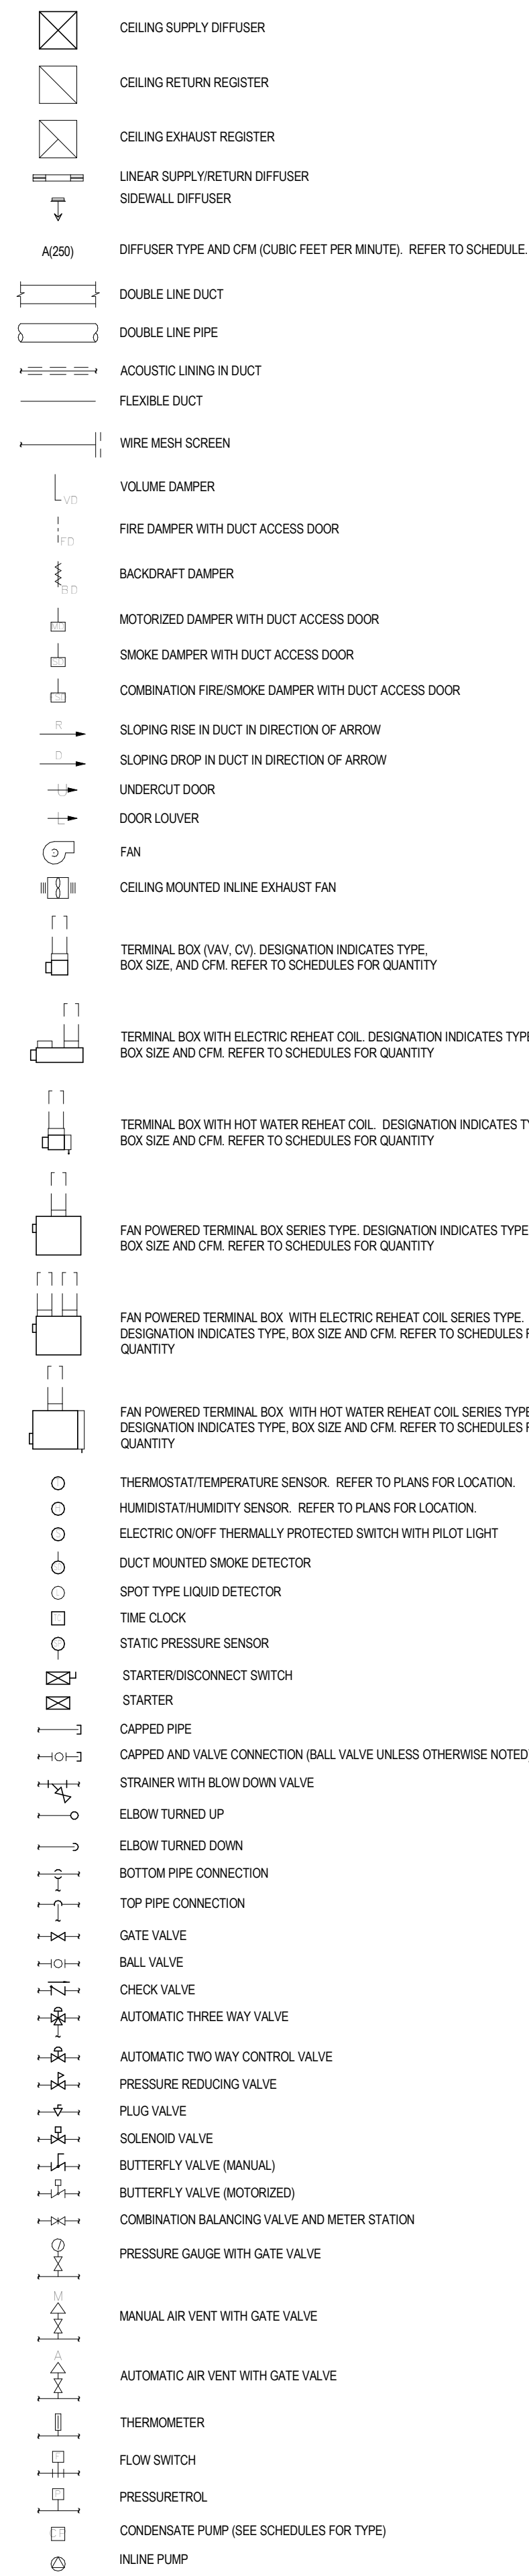 CEILING SUPPLY DIFFUSER
CEILING RETURN REGISTER
CEILING EXHAUST REGISTER
LINEAR SUPPLY/RETURN DIFFUSER
SIDEWALL DIFFUSER
A(250) DIFFUSER TYPE AND CFM (CUBIC FEET PER MINUTE). REFER TO SCHEDULE.
DOUBLE LINE DUCT
DOUBLE LINE PIPE
ACOUSTIC LINING IN DUCT
FLEXIBLE DUCT
WIRE MESH SCREEN
VOLUME DAMPER
VD
FIRE DAMPER WITH DUCT ACCESS DOOR
FD
BACKDRAFT DAMPER
BD
MOTORIZED DAMPER WITH DUCT ACCESS DOOR
SMOKE DAMPER WITH DUCT ACCESS DOOR
COMBINATION FIRE/SMOKE DAMPER WITH DUCT ACCESS DOOR
R
SLOPING RISE IN DUCT IN DIRECTION OF ARROW
D
SLOPING DROP IN DUCT IN DIRECTION OF ARROW
U UNDERCUT DOOR
L DOOR LOUVER
FAN
CEILING MOUNTED INLINE EXHAUST FAN
TERMINAL BOX (VAV, CV). DESIGNATION INDICATES TYPE,
BOX SIZE, AND CFM. REFER TO SCHEDULES FOR QUANTITY
TERMINAL BOX WITH ELECTRIC REHEAT COIL. DESIGNATION INDICATES TYPE
BOX SIZE AND CFM. REFER TO SCHEDULES FOR QUANTITY
TERMINAL BOX WITH HOT WATER REHEAT COIL. DESIGNATION INDICATES
BOX SIZE AND CFM. REFER TO SCHEDULES FOR QUANTITY
FAN POWERED TERMINAL BOX SERIES TYPE. DESIGNATION INDICATES TYPE
BOX SIZE AND CFM. REFER TO SCHEDULES FOR QUANTITY
FAN POWERED TERMINAL BOX WITH ELECTRIC REHEAT COIL SERIES TYPE.
DESIGNATION INDICATES TYPE, BOX SIZE AND CFM. REFER TO SCHEDULES
QUANTITY
FAN POWERED TERMINAL BOX WITH HOT WATER REHEAT COIL SERIES TYPE
DESIGNATION INDICATES TYPE, BOX SIZE AND CFM. REFER TO SCHEDULES
QUANTITY
THERMOSTAT/TEMPERATURE SENSOR. REFER TO PLANS FOR LOCATION.
HUMIDISTAT/HUMIDITY SENSOR. REFER TO PLANS FOR LOCATION.
ELECTRIC ON/OFF THERMALLY PROTECTED SWITCH WITH PILOT LIGHT
DUCT MOUNTED SMOKE DETECTOR
SPOT TYPE LIQUID DETECTOR
TIME CLOCK
STATIC PRESSURE SENSOR
STARTER/DISCONNECT SWITCH
STARTER
CAPPED PIPE
CAPPED AND VALVE CONNECTION (BALL VALVE UNLESS OTHERWISE NOTED)
STRAINER WITH BLOW DOWN VALVE
ELBOW TURNED UP
ELBOW TURNED DOWN
BOTTOM PIPE CONNECTION
TOP PIPE CONNECTION
GATE VALVE
BALL VALVE
CHECK VALVE
AUTOMATIC THREE WAY VALVE
AUTOMATIC TWO WAY CONTROL VALVE
PRESSURE REDUCING VALVE
PLUG VALVE
SOLENOID VALVE
BUTTERFLY VALVE (MANUAL)
BUTTERFLY VALVE (MOTORIZED)
COMBINATION BALANCING VALVE AND METER STATION
PRESSURE GAUGE WITH GATE VALVE
M
MANUAL AIR VENT WITH GATE VALVE
A
AUTOMATIC AIR VENT WITH GATE VALVE
THERMOMETER
F
FLOW SWITCH
P
PRESSURETROL
CP CONDENSATE PUMP (SEE SCHEDULES FOR TYPE)
INLINE PUMP